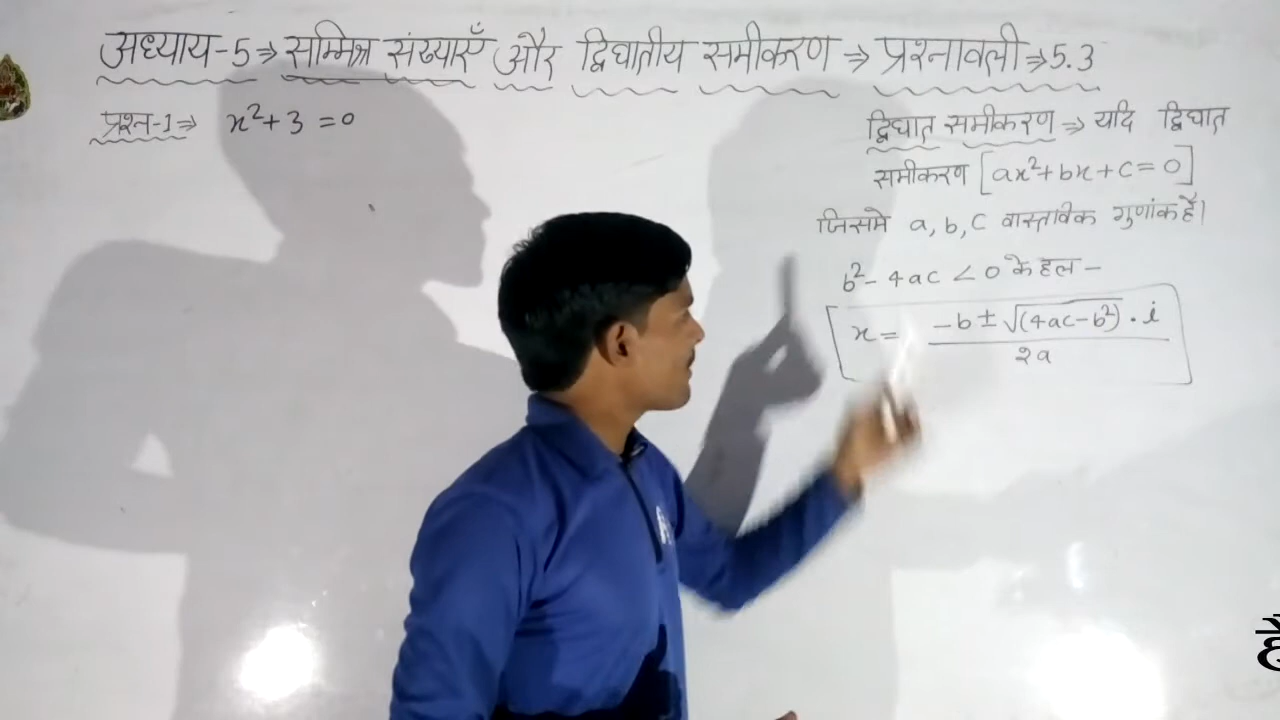 अध्याय-5⇒ सम्मिश्र संख्याएँ और द्विघातीय समीकरण ⇒ प्रश्नावली⇒5.3
प्रश्न-1⇒ x²+3 =0
द्विघात समीकरण ⇒ यदि द्विघात
समीकरण [ax²+bx+c=0]
जिसमे a, b, c वास्तविक गुणांक है।
b²- 4ac <0 के हल -
x = (-b ± √(4ac-b²) . i) / 2a
है